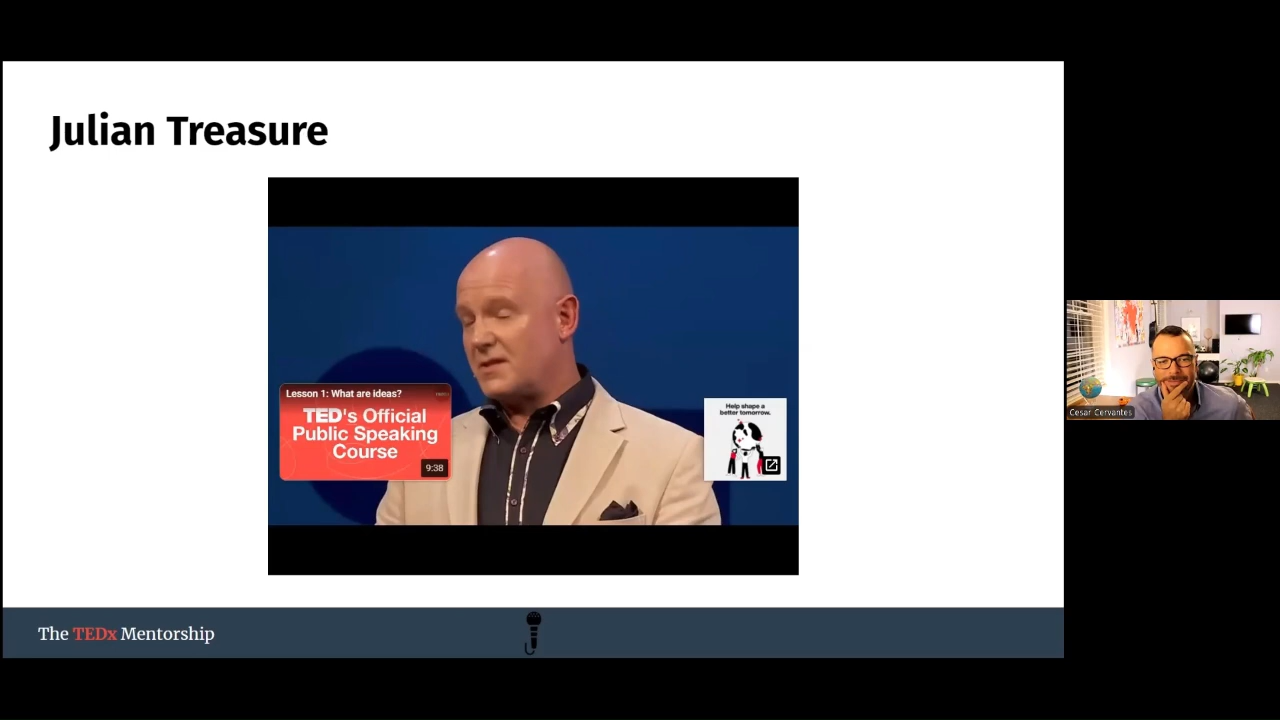 Julian Treasure
Lesson 1: What are ideas?
TED's Official
Public Speaking
Course
9:38
Help shape a
better tomorrow.
Cesar Cervantes
The TEDx Mentorship